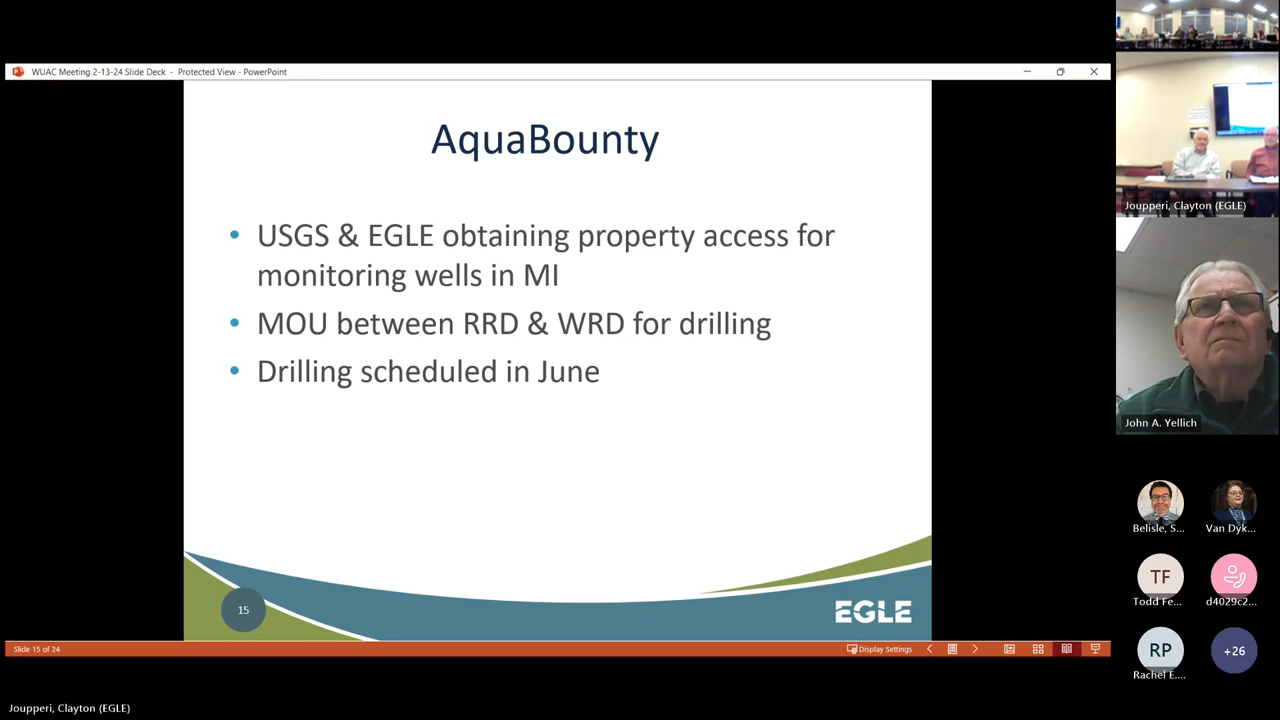 WUAC Meeting 2-13-24 Slide Deck - Protected View - PowerPoint
AquaBounty
• USGS & EGLE obtaining property access for
monitoring wells in MI
• MOU between RRD & WRD for drilling
• Drilling scheduled in June
15
EGLE
Slide 15 of 24
Display Settings
Joupperi, Clayton (EGLE)
Joupperi, Clayton (EGLE)
John A. Yellich
Belisle, S...
Van Dyk...
TF
Todd Fe...
d4029c2...
RP
Rachel E....
+26